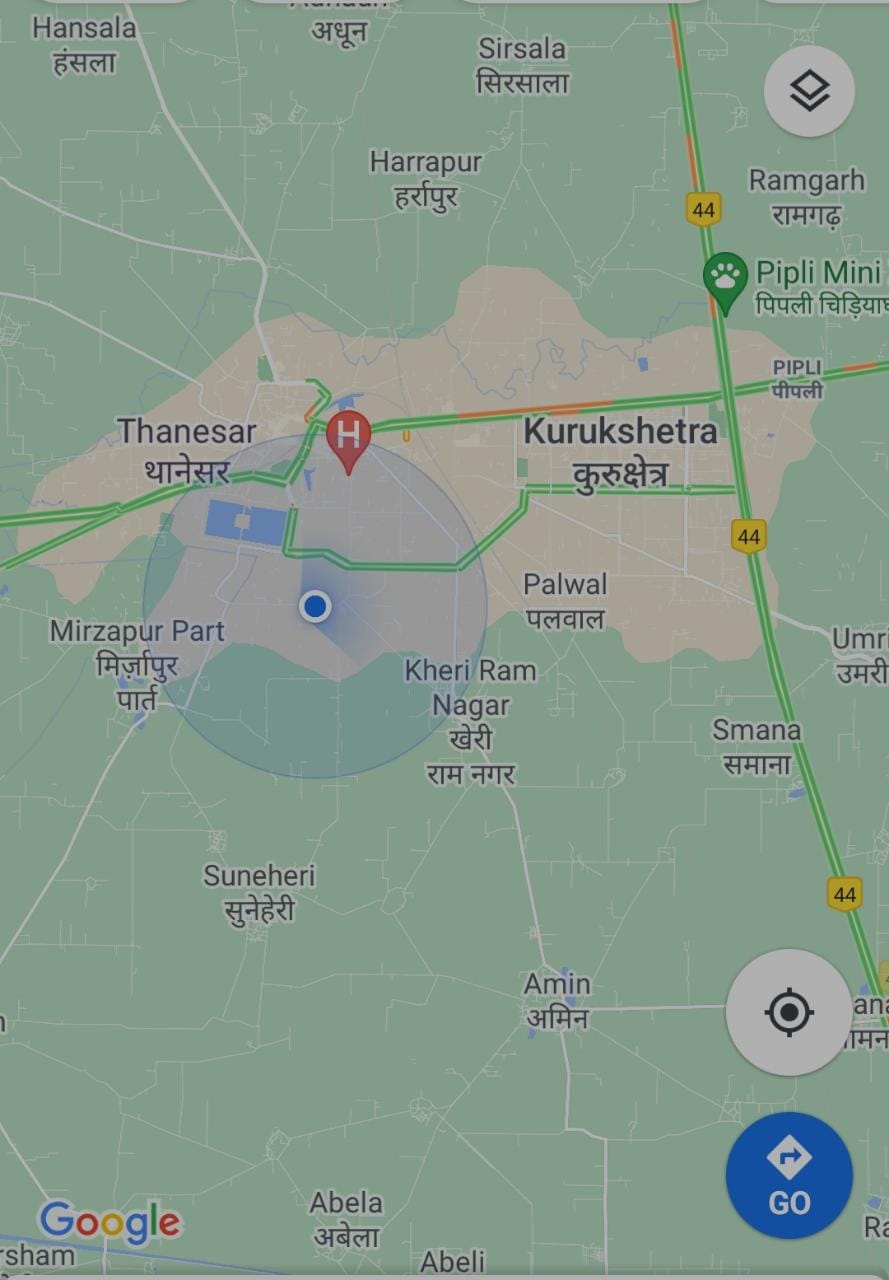 Hansala
हंसला
अधून
Sirsala
सिरसाला
Harrapur
हर्रापुर
Ramgarh
रामगढ़
44
Pipli Mini
पिपली
PIPLI
पीपली
Thanesar
थानेसर
H
Kurukshetra
कुरुक्षेत्र
44
Palwal
पलवाल
Mirzapur Part
मिर्ज़ापुर
पार्त
Umri
उमरी
Kheri Ram
Nagar
खेरी
राम नगर
Smana
समाना
Suneheri
सुनेहेरी
44
Amin
अमिन
GO
Abela
अबेला
Google
Abeli